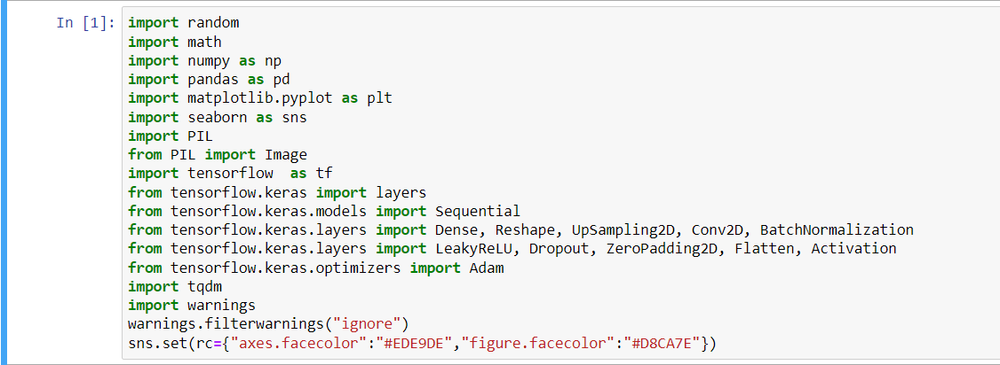 In [1]: import random
import math
import numpy as np
import pandas as pd
import matplotlib.pyplot as plt
import seaborn as sns
import PIL
from PIL import Image
import tensorflow  as tf
from tensorflow.keras import layers
from tensorflow.keras.models import Sequential
from tensorflow.keras.layers import Dense, Reshape, UpSampling2D, Conv2D, BatchNormalization
from tensorflow.keras.layers import LeakyReLU, Dropout, ZeroPadding2D, Flatten, Activation
from tensorflow.keras.optimizers import Adam
import tqdm
import warnings
warnings.filterwarnings("ignore")
sns.set(rc={"axes.facecolor":"#EDE9DE","figure.facecolor":"#D8CA7E"})